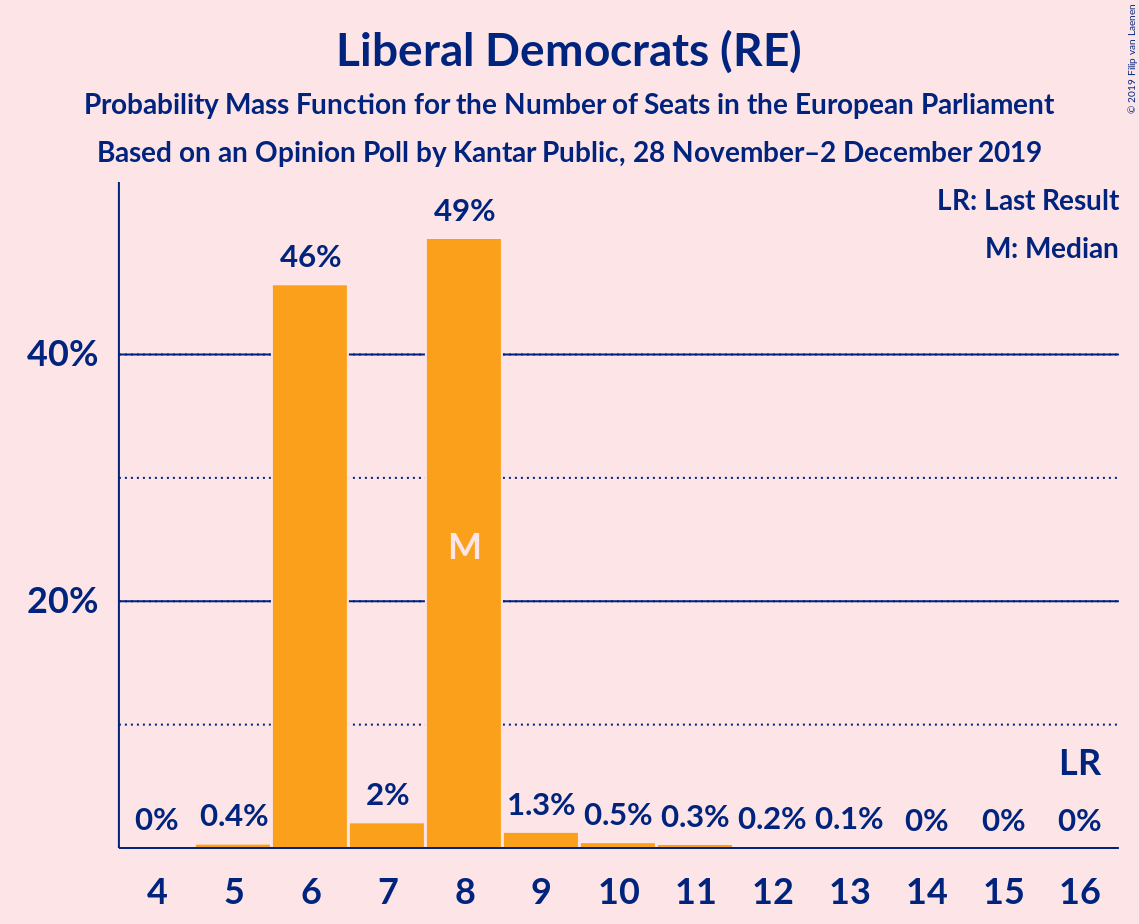 Liberal Democrats (RE)
Probability Mass Function for the Number of Seats in the European Parliament
Based on an Opinion Poll by Kantar Public, 28 November–2 December 2019
© 2019 Filip van Laenen
LR: Last Result
M: Median
49%
46%
40%
M
20%
LR
0% 0.4% 2% 1.3% 0.5% 0.3% 0.2% 0.1% 0% 0% 0%
4 5 6 7 8 9 10 11 12 13 14 15 16